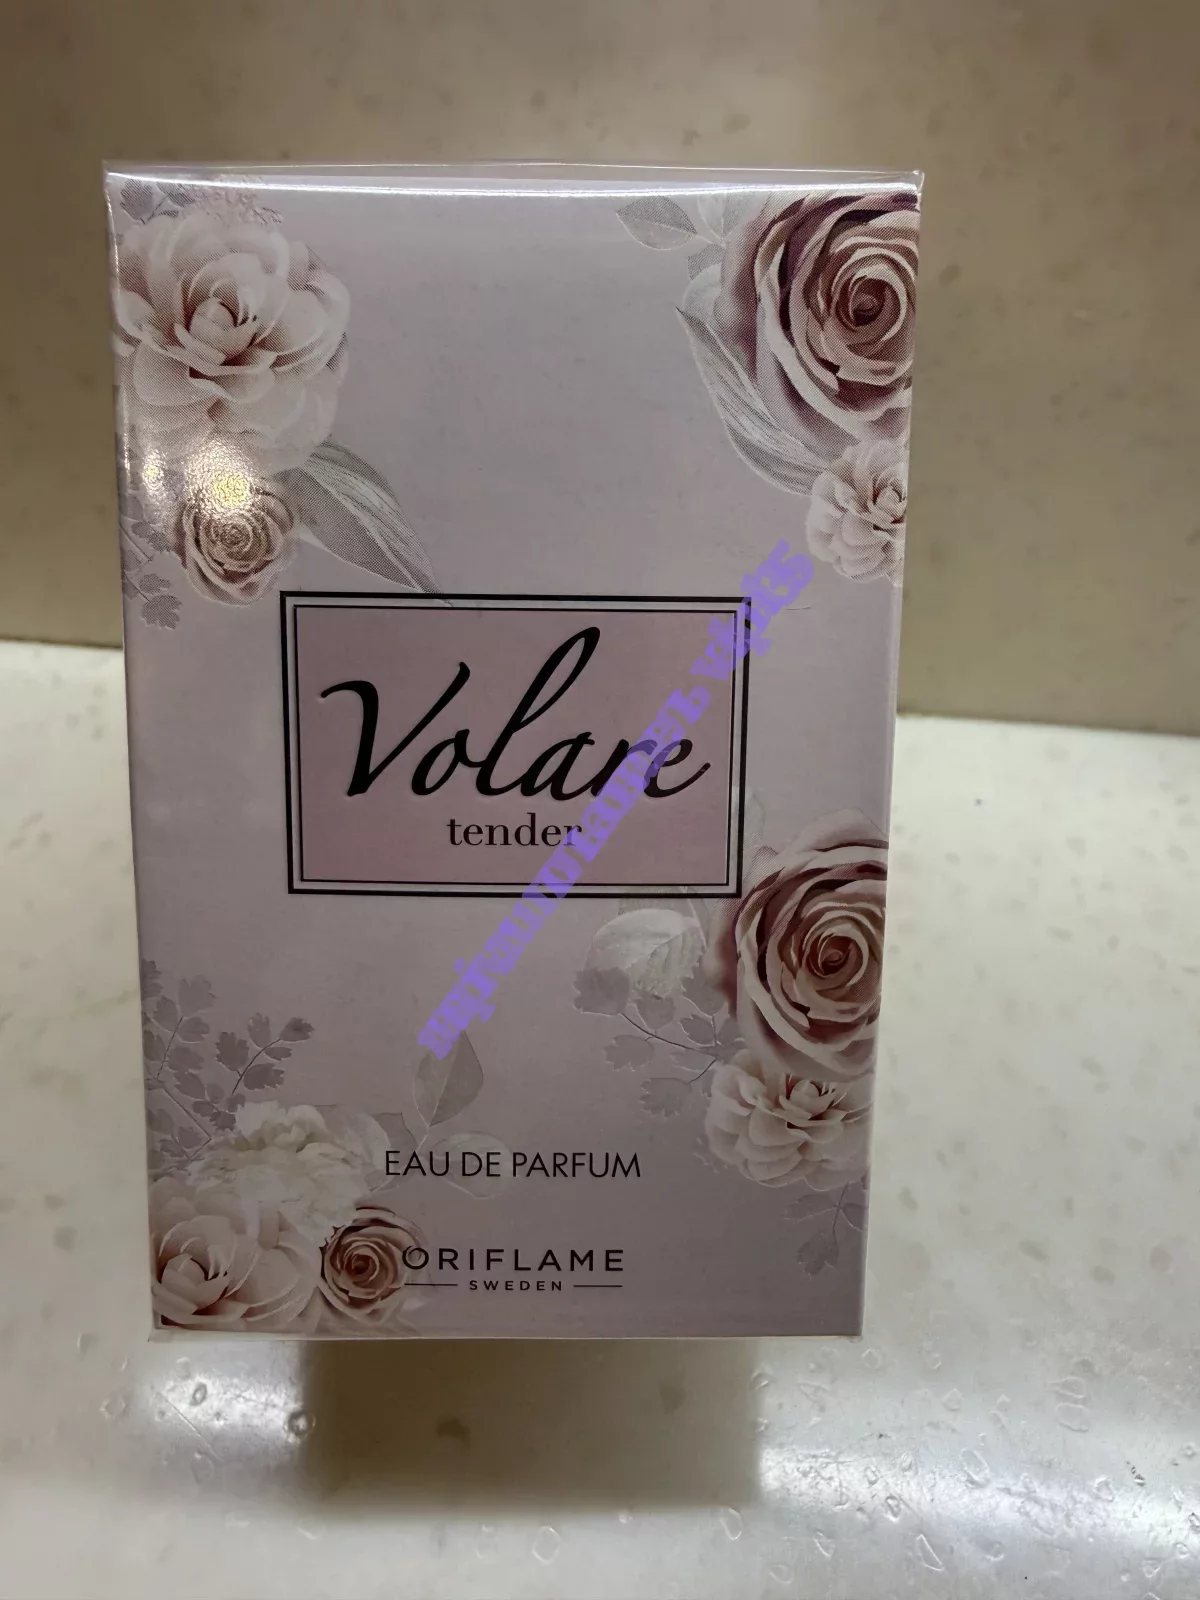 Volare
tender
EAU DE PARFUM
ORIFLAME
SWEDEN